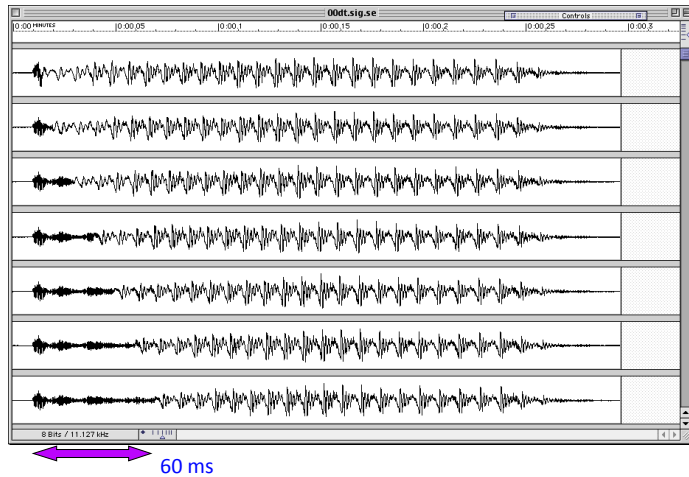 00dt.sig.se
Controls
0:00 MINUTES 0:00,05 0:00,1 0:00,15 0:00,2 0:00,25 0:00,3
8 Bits / 11.127 kHz
60 ms